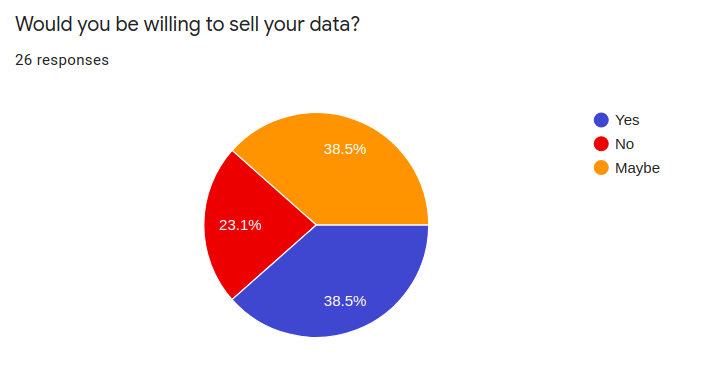 Would you be willing to sell your data?
26 responses
Yes
No
Maybe
38.5%
23.1%
38.5%